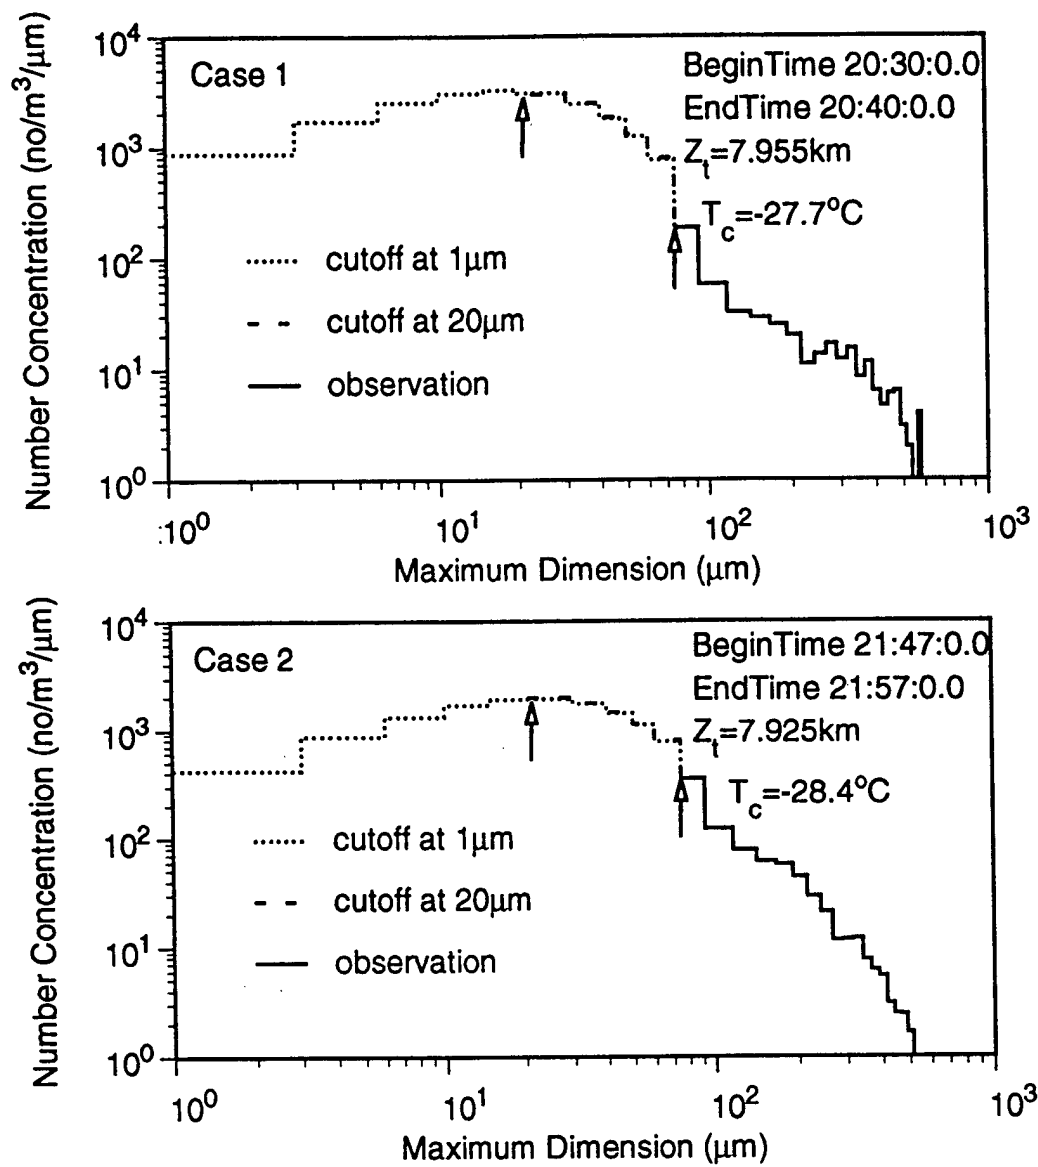 Number Concentration (no/m³/μm)
10⁴
10³
10²
10¹
10⁰
Case 1
BeginTime 20:30:0.0
EndTime 20:40:0.0
Zₜ=7.955km
T_c=-27.7°C
cutoff at 1μm
cutoff at 20μm
observation
10⁰ 10¹ 10² 10³
Maximum Dimension (μm)
Number Concentration (no/m³/μm)
10⁴
10³
10²
10¹
10⁰
Case 2
BeginTime 21:47:0.0
EndTime 21:57:0.0
Zₜ=7.925km
T_c=-28.4°C
cutoff at 1μm
cutoff at 20μm
observation
10⁰ 10¹ 10² 10³
Maximum Dimension (μm)